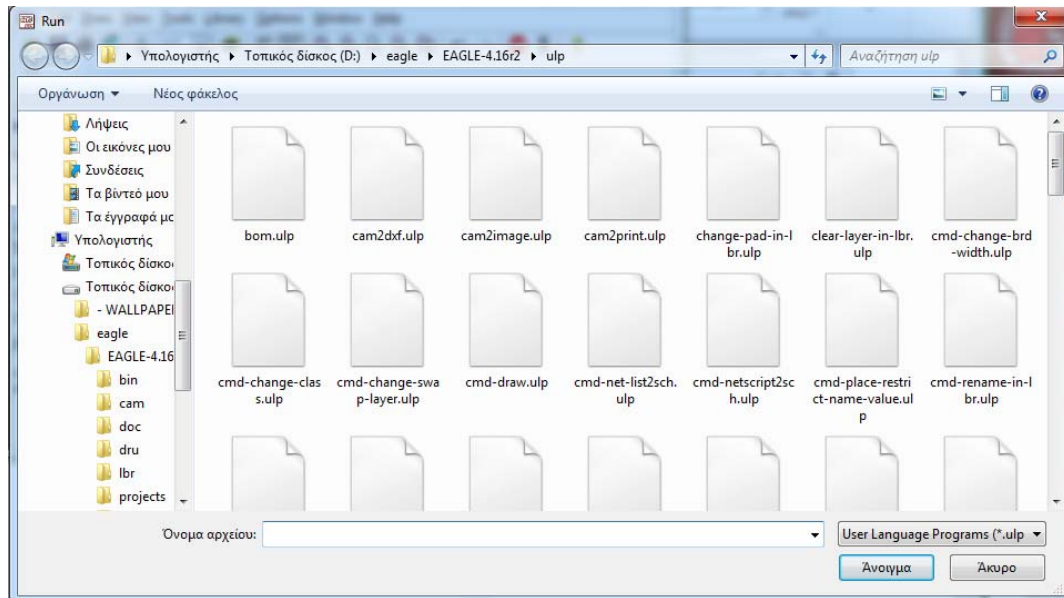 Run
Υπολογιστής ▸ Τοπικός δίσκος (D:) ▸ eagle ▸ EAGLE-4.16r2 ▸ ulp
Αναζήτηση ulp
Οργάνωση
Νέος φάκελος
Λήψεις
Οι εικόνες μου
Συνδέσεις
Τα βίντεό μου
Τα έγγραφά μο
Υπολογιστής
Τοπικός δίσκο
Τοπικός δίσκο
- WALLPAPE
eagle
EAGLE-4.16
bin
cam
doc
dru
lbr
projects
bom.ulp
cam2dxf.ulp
cam2image.ulp
cam2print.ulp
change-pad-in-l
br.ulp
clear-layer-in-lbr.
ulp
cmd-change-brd
-width.ulp
cmd-change-clas
s.ulp
cmd-change-swa
p-layer.ulp
cmd-draw.ulp
cmd-net-list2sch.
ulp
cmd-netscript2sc
h.ulp
cmd-place-restri
ct-name-value.ul
p
cmd-rename-in-l
br.ulp
Όνομα αρχείου:
User Language Programs (*.ulp
Άνοιγμα
Άκυρο